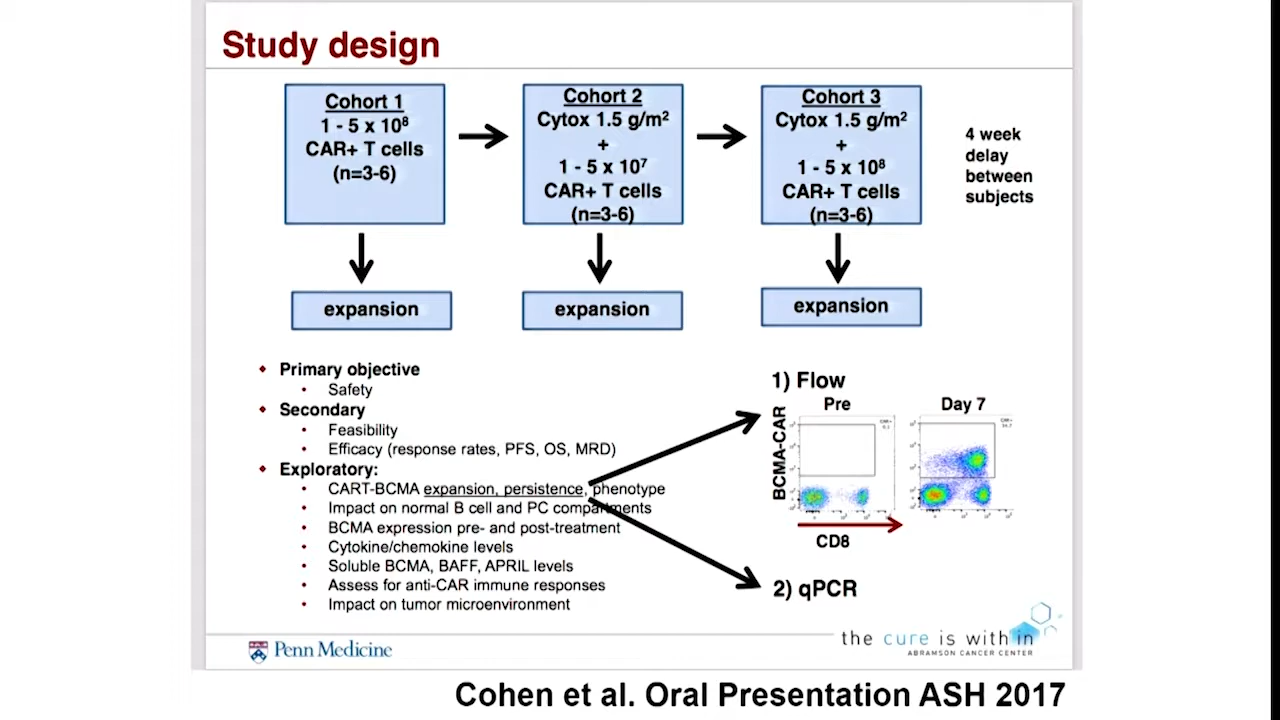 Study design
Cohort 1
1 - 5 x 10⁸
CAR+ T cells
(n=3-6)
Cohort 2
Cytox 1.5 g/m²
+
1 - 5 x 10⁷
CAR+ T cells
(n=3-6)
Cohort 3
Cytox 1.5 g/m²
+
1 - 5 x 10⁸
CAR+ T cells
(n=3-6)
4 week
delay
between
subjects
expansion
expansion
expansion
Primary objective
Safety
Secondary
Feasibility
Efficacy (response rates, PFS, OS, MRD)
Exploratory:
CART-BCMA expansion, persistence, phenotype
Impact on normal B cell and PC compartments
BCMA expression pre- and post-treatment
Cytokine/chemokine levels
Soluble BCMA, BAFF, APRIL levels
Assess for anti-CAR immune responses
Impact on tumor microenvironment
1) Flow
Pre
Day 7
BCMA-CAR
CD8
2) qPCR
Penn Medicine
the cure is within
ABRAMSON CANCER CENTER
Cohen et al. Oral Presentation ASH 2017